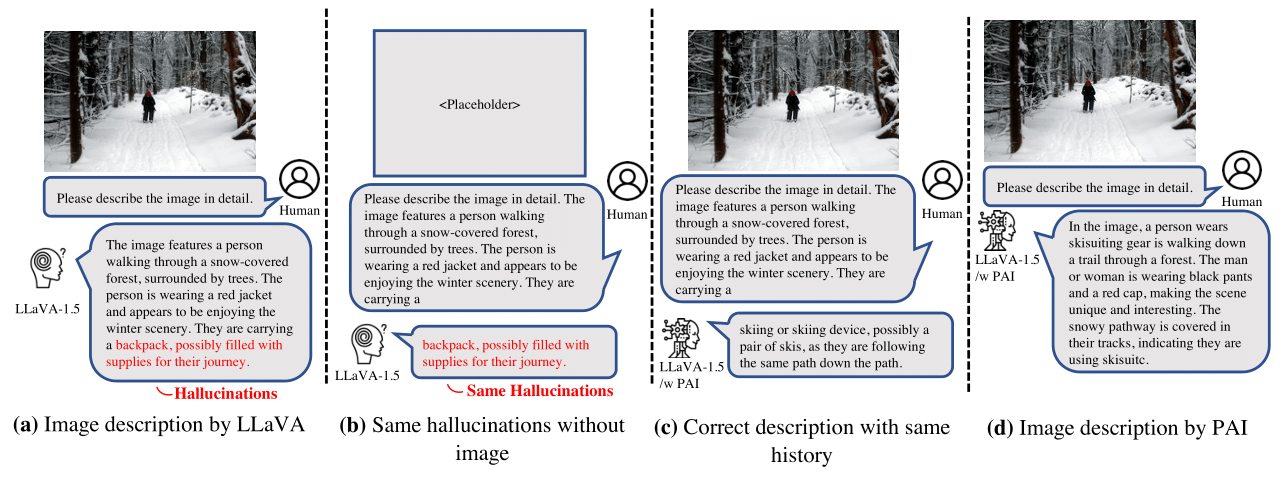 Please describe the image in detail.
Human
The image features a person
walking through a snow-covered
forest, surrounded by trees. The
person is wearing a red jacket
and appears to be enjoying the
winter scenery. They are carrying
a backpack, possibly filled with
supplies for their journey.
LLaVA-1.5
Hallucinations
(a) Image description by LLaVA
<Placeholder>
Please describe the image in detail. The
image features a person walking
through a snow-covered forest,
surrounded by trees. The person is
wearing a red jacket and appears to be
enjoying the winter scenery. They are
carrying a
Human
backpack, possibly filled with
supplies for their journey.
LLaVA-1.5
Same Hallucinations
(b) Same hallucinations without
image
Please describe the image in detail. The
image features a person walking
through a snow-covered forest,
surrounded by trees. The person is
wearing a red jacket and appears to be
enjoying the winter scenery. They are
carrying a
Human
skiing or skiing device, possibly a
pair of skis, as they are following
the same path down the path.
LLaVA-1.5
/w PAI
(c) Correct description with same
history
Please describe the image in detail.
Human
In the image, a person wears
skisuiting gear is walking down
a trail through a forest. The man
or woman is wearing black pants
and a red cap, making the scene
unique and interesting. The
snowy pathway is covered in
their tracks, indicating they are
using skisuitc.
LLaVA-1.5
/w PAI
(d) Image description by PAI